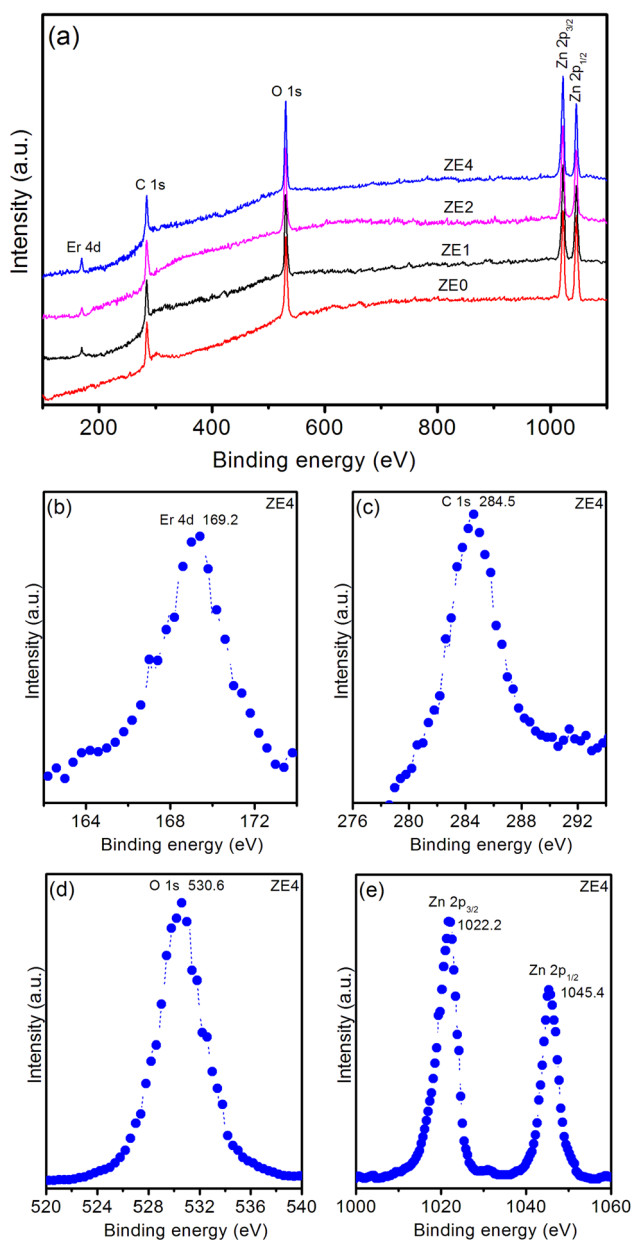 (a)
Zn 2p3/2
Zn 2p1/2
O 1s
ZE4
C 1s
ZE2
Er 4d
ZE1
ZE0
Intensity (a.u.)
200 400 600 800 1000
Binding energy (eV)
(b) ZE4
Er 4d 169.2
Intensity (a.u.)
164 168 172
Binding energy (eV)
(c) C 1s 284.5 ZE4
Intensity (a.u.)
276 280 284 288 292
Binding energy (eV)
(d) O 1s 530.6 ZE4
Intensity (a.u.)
520 524 528 532 536 540
Binding energy (eV)
(e) ZE4
Zn 2p3/2
1022.2
Zn 2p1/2
1045.4
Intensity (a.u.)
1000 1020 1040 1060
Binding energy (eV)